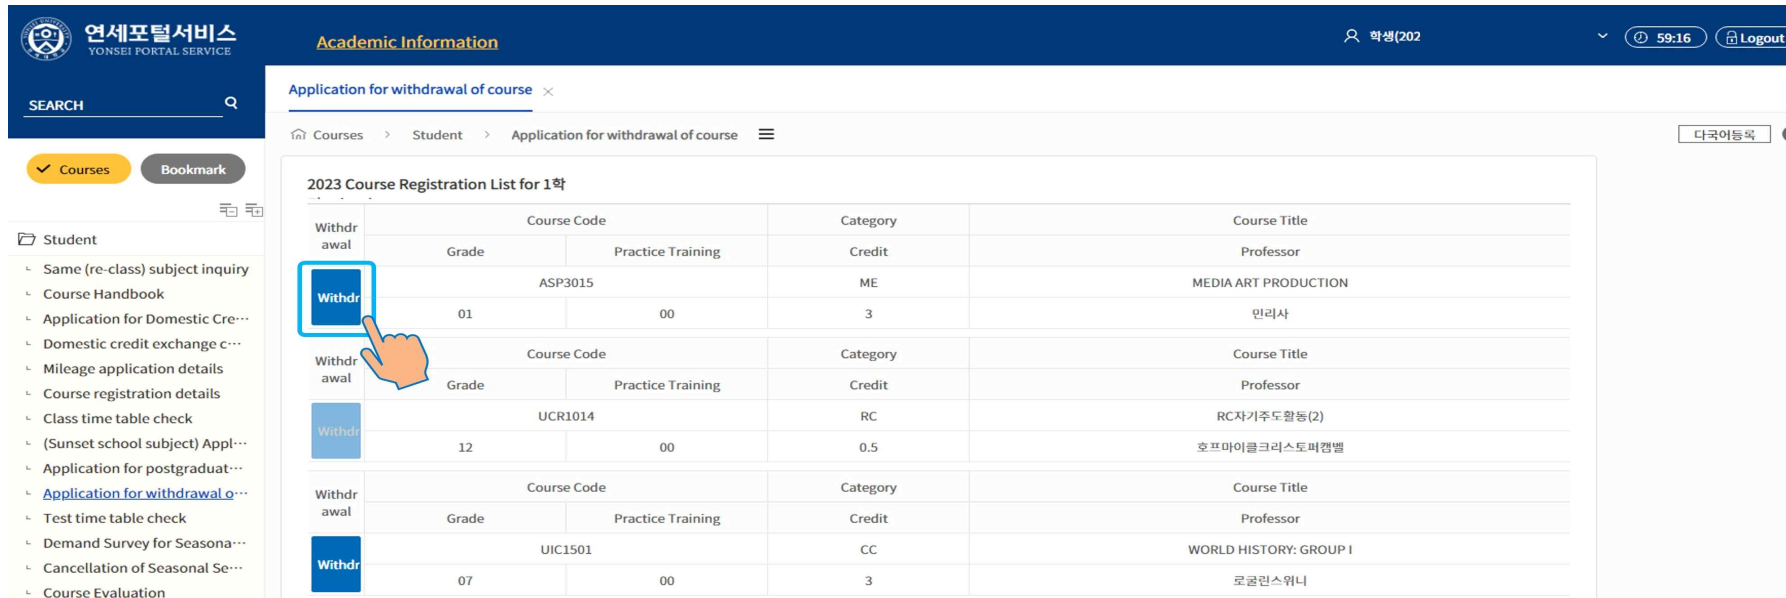 연세포털서비스
YONSEI PORTAL SERVICE
Academic Information
학생(202
59:16
Logout
SEARCH
Application for withdrawal of course
Courses > Student > Application for withdrawal of course
다국어등록
Courses
Bookmark
Student
Same (re-class) subject inquiry
Course Handbook
Application for Domestic Cre···
Domestic credit exchange c···
Mileage application details
Course registration details
Class time table check
(Sunset school subject) Appl···
Application for postgraduat···
Application for withdrawal o···
Test time table check
Demand Survey for Seasona···
Cancellation of Seasonal Se···
Course Evaluation
2023 Course Registration List for 1학
Withdr
awal
Course Code Category Course Title
Grade Practice Training Credit Professor
Withdr
ASP3015 ME MEDIA ART PRODUCTION
01 00 3 민리사
Withdr
awal
Course Code Category Course Title
Grade Practice Training Credit Professor
Withdr
UCR1014 RC RC자기주도활동(2)
12 00 0.5 호프마이클크리스토퍼캠벨
Withdr
awal
Course Code Category Course Title
Grade Practice Training Credit Professor
Withdr
UIC1501 CC WORLD HISTORY: GROUP I
07 00 3 로굴린스위니